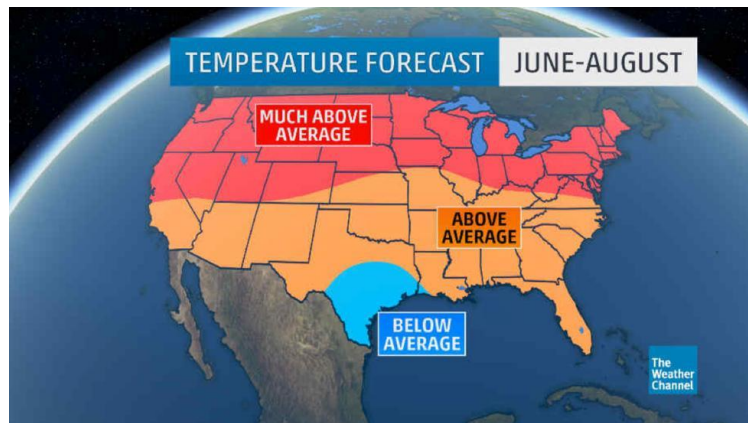 TEMPERATURE FORECAST
JUNE-AUGUST
MUCH ABOVE
AVERAGE
ABOVE
AVERAGE
BELOW
AVERAGE
The
Weather
Channel